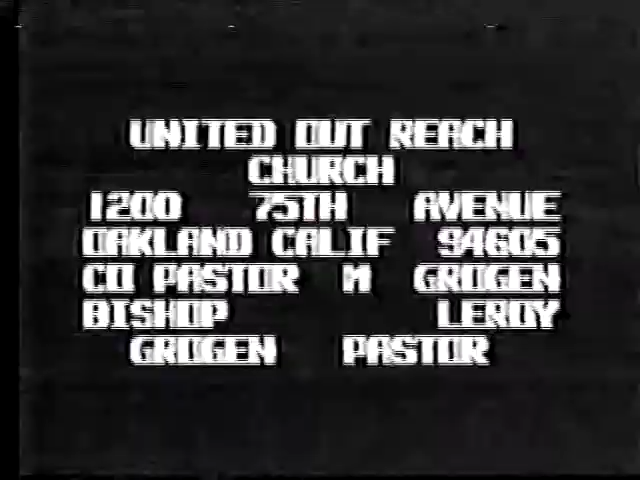 UNITED OUT REACH
CHURCH
1200 75TH AVENUE
OAKLAND CALIF 94605
CO PASTOR M GROGEN
BISHOP LEROY
GROGEN PASTOR